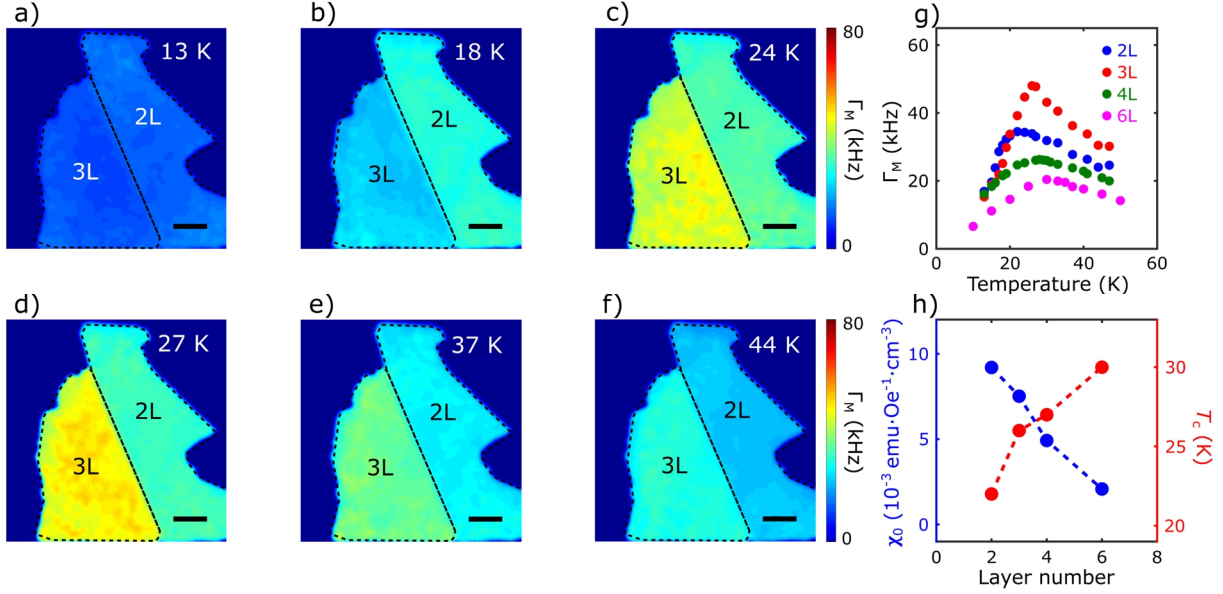 a)
13 K
2L
3L
b)
18 K
2L
3L
c)
24 K
2L
3L
80
Γ_M (kHz)
0
g)
60
40
20
0
Γ_M (kHz)
2L
3L
4L
6L
0 20 40 60
Temperature (K)
d)
27 K
2L
3L
e)
37 K
2L
3L
f)
44 K
2L
3L
80
Γ_M (kHz)
0
h)
10
5
0
χ₀ (10⁻³ emu·Oe⁻¹·cm⁻³)
30
25
20
T_c (K)
0 2 4 6 8
Layer number